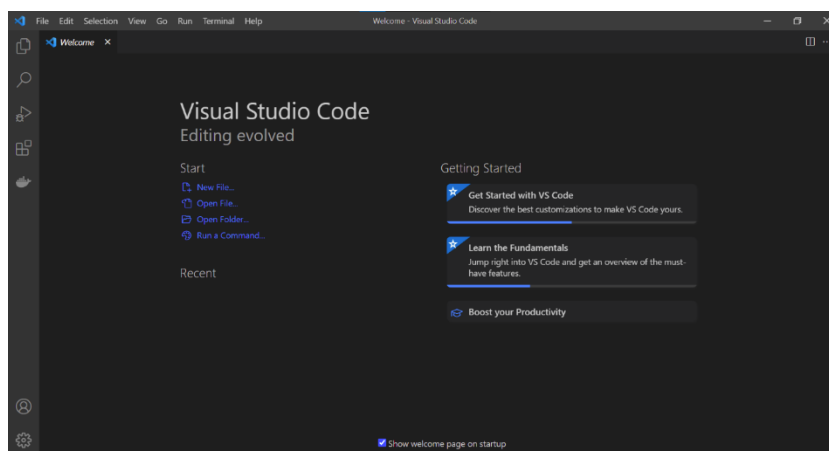 File Edit Selection View Go Run Terminal Help
Welcome - Visual Studio Code
Welcome
Visual Studio Code
Editing evolved
Start
New File...
Open File...
Open Folder...
Run a Command...
Recent
Getting Started
Get Started with VS Code
Discover the best customizations to make VS Code yours.
Learn the Fundamentals
Jump right into VS Code and get an overview of the must-
have features.
Boost your Productivity
Show welcome page on startup